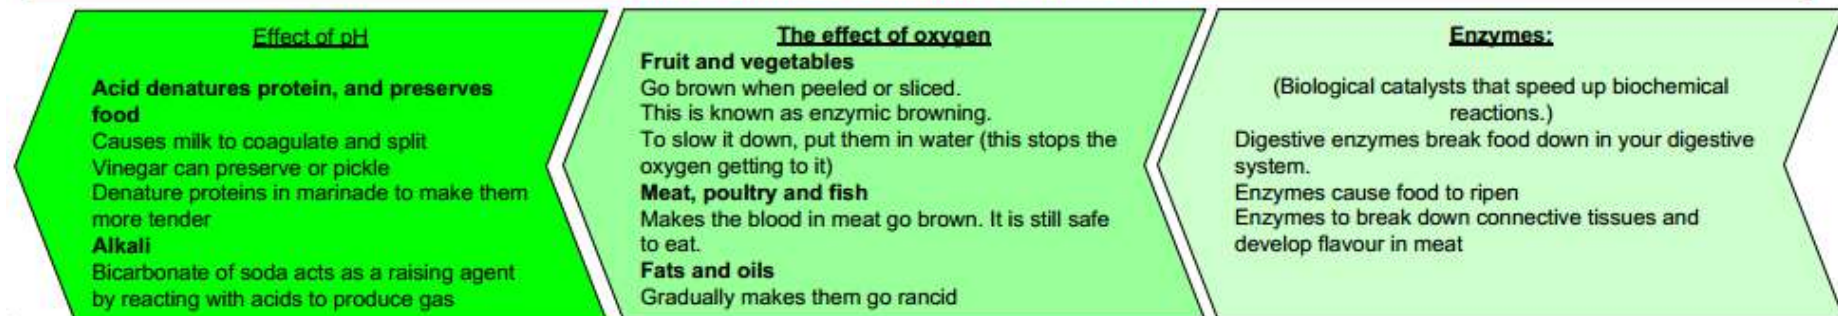 Effect of pH
Acid denatures protein, and preserves
food
Causes milk to coagulate and split
Vinegar can preserve or pickle
Denature proteins in marinade to make them
more tender
Alkali
Bicarbonate of soda acts as a raising agent
by reacting with acids to produce gas
The effect of oxygen
Fruit and vegetables
Go brown when peeled or sliced.
This is known as enzymic browning.
To slow it down, put them in water (this stops the
oxygen getting to it)
Meat, poultry and fish
Makes the blood in meat go brown. It is still safe
to eat.
Fats and oils
Gradually makes them go rancid
Enzymes:
(Biological catalysts that speed up biochemical
reactions.)
Digestive enzymes break food down in your digestive
system.
Enzymes cause food to ripen
Enzymes to break down connective tissues and
develop flavour in meat